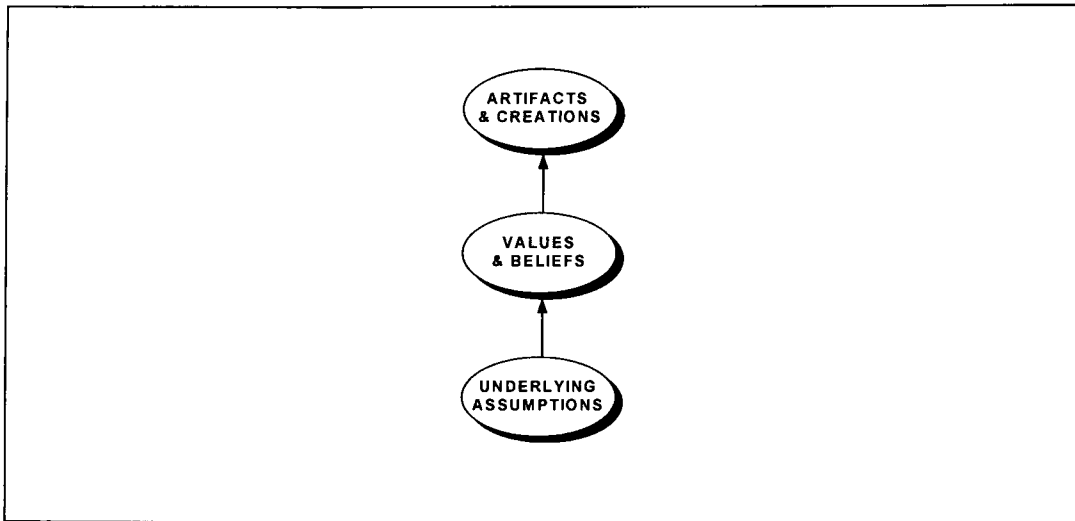 ARTIFACTS
& CREATIONS
VALUES
& BELIEFS
UNDERLYING
ASSUMPTIONS